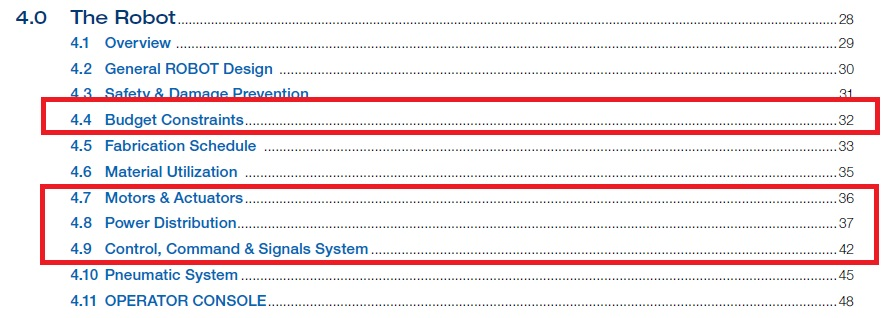 4.0 The Robot 28
4.1 Overview 29
4.2 General ROBOT Design 30
4.3 Safety & Damage Prevention 31
4.4 Budget Constraints 32
4.5 Fabrication Schedule 33
4.6 Material Utilization 35
4.7 Motors & Actuators 36
4.8 Power Distribution 37
4.9 Control, Command & Signals System 42
4.10 Pneumatic System 45
4.11 OPERATOR CONSOLE 48